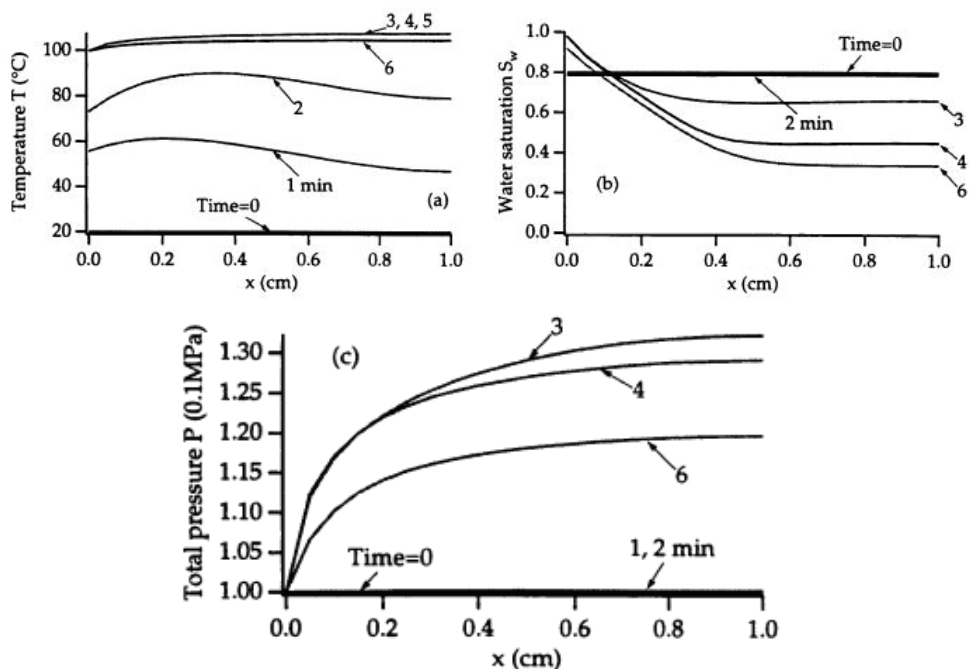 3, 4, 5
100
6
80
2
60
1 min
40
(a)
Time=0
20
0.0 0.2 0.4 0.6 0.8 1.0
x (cm)
Temperature T (°C)
1.0
Time=0
0.8
2 min
0.6
3
0.4
4
(b)
0.2
6
0.0
0.0 0.2 0.4 0.6 0.8 1.0
x (cm)
Water saturation Sw
3
1.30
(c)
4
1.25
1.20
6
1.15
1.10
1.05
Time=0
1, 2 min
1.00
0.0 0.2 0.4 0.6 0.8 1.0
x (cm)
Total pressure P (0.1MPa)